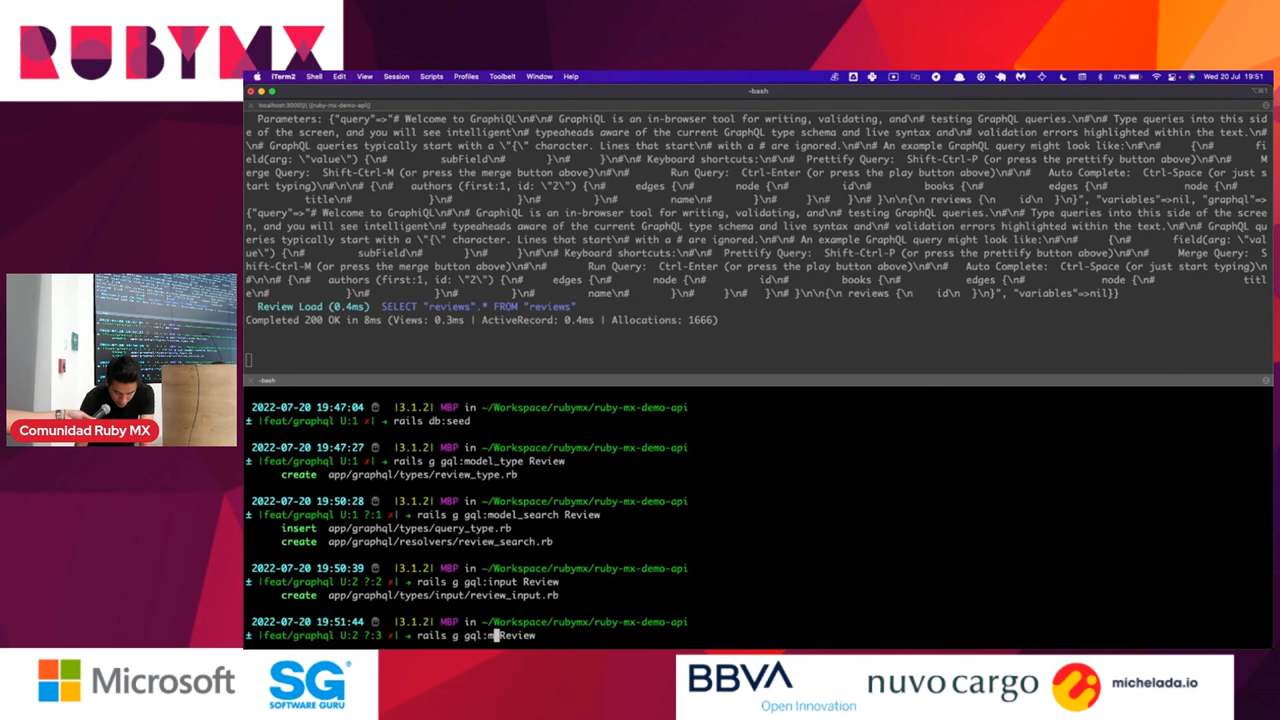 RUBYMX
iTerm2 Shell Edit View Session Scripts Profiles Toolbelt Window Help
87%
Wed 20 Jul 19:51
-bash
⌥⌘1
localhost:3000/|\|[ruby-mx-demo-api]
Parameters: {"query"=>"# Welcome to GraphiQL\n#\n# GraphiQL is an in-browser tool for writing, validating, and\n# testing GraphQL queries.\n#\n# Type queries into this sid
e of the screen, and you will see intelligent\n# typeaheads aware of the current GraphQL type schema and live syntax and\n# validation errors highlighted within the text.\n#
\n# GraphQL queries typically start with a \"{\" character. Lines that start\n# with a # are ignored.\n#\n# An example GraphQL query might look like:\n#\n# {\n# fi
eld(arg: \"value\") {\n# subField\n# }\n# }\n#\n# Keyboard shortcuts:\n#\n# Prettify Query: Shift-Ctrl-P (or press the prettify button above)\n#\n# M
erge Query: Shift-Ctrl-M (or press the merge button above)\n#\n# Run Query: Ctrl-Enter (or press the play button above)\n#\n# Auto Complete: Ctrl-Space (or just s
tart typing)\n#\n\n# {\n# authors (first:1, id: \"2\") {\n# edges {\n# node {\n# id\n# books {\n# edges {\n# node {\n#
title\n# }\n# }\n# }\n# name\n# }\n# }\n# }\n# }\n\n{\n reviews {\n id\n }\n}", "variables"=>nil, "graphql"=>
{"query"=>"# Welcome to GraphiQL\n#\n# GraphiQL is an in-browser tool for writing, validating, and\n# testing GraphQL queries.\n#\n# Type queries into this side of the scree
n, and you will see intelligent\n# typeaheads aware of the current GraphQL type schema and live syntax and\n# validation errors highlighted within the text.\n#\n# GraphQL qu
eries typically start with a \"{\" character. Lines that start\n# with a # are ignored.\n#\n# An example GraphQL query might look like:\n#\n# {\n# field(arg: \"val
ue\") {\n# subField\n# }\n# }\n#\n# Keyboard shortcuts:\n#\n# Prettify Query: Shift-Ctrl-P (or press the prettify button above)\n#\n# Merge Query: S
hift-Ctrl-M (or press the merge button above)\n#\n# Run Query: Ctrl-Enter (or press the play button above)\n#\n# Auto Complete: Ctrl-Space (or just start typing)\n#
\n\n# {\n# authors (first:1, id: \"2\") {\n# edges {\n# node {\n# id\n# books {\n# edges {\n# node {\n# titl
e\n# }\n# }\n# }\n# name\n# }\n# }\n# }\n# }\n\n{\n reviews {\n id\n }\n}", "variables"=>nil}}
Review Load (0.4ms) SELECT "reviews".* FROM "reviews"
Completed 200 OK in 8ms (Views: 0.3ms | ActiveRecord: 0.4ms | Allocations: 1666)
-bash
2022-07-20 19:47:04 |3.1.2| MBP in ~/Workspace/rubymx/ruby-mx-demo-api
± |feat/graphql U:1 ✗| → rails db:seed
2022-07-20 19:47:27 |3.1.2| MBP in ~/Workspace/rubymx/ruby-mx-demo-api
± |feat/graphql U:1 ✗| → rails g gql:model_type Review
create app/graphql/types/review_type.rb
2022-07-20 19:50:28 |3.1.2| MBP in ~/Workspace/rubymx/ruby-mx-demo-api
± |feat/graphql U:1 ?:1 ✗| → rails g gql:model_search Review
insert app/graphql/types/query_type.rb
create app/graphql/resolvers/review_search.rb
2022-07-20 19:50:39 |3.1.2| MBP in ~/Workspace/rubymx/ruby-mx-demo-api
± |feat/graphql U:2 ?:2 ✗| → rails g gql:input Review
create app/graphql/types/input/review_input.rb
2022-07-20 19:51:44 |3.1.2| MBP in ~/Workspace/rubymx/ruby-mx-demo-api
± |feat/graphql U:2 ?:3 ✗| → rails g gql:m Review
Comunidad Ruby MX
Microsoft
SG
SOFTWARE GURU
BBVA
Open Innovation
nuvocargo
michelada.io